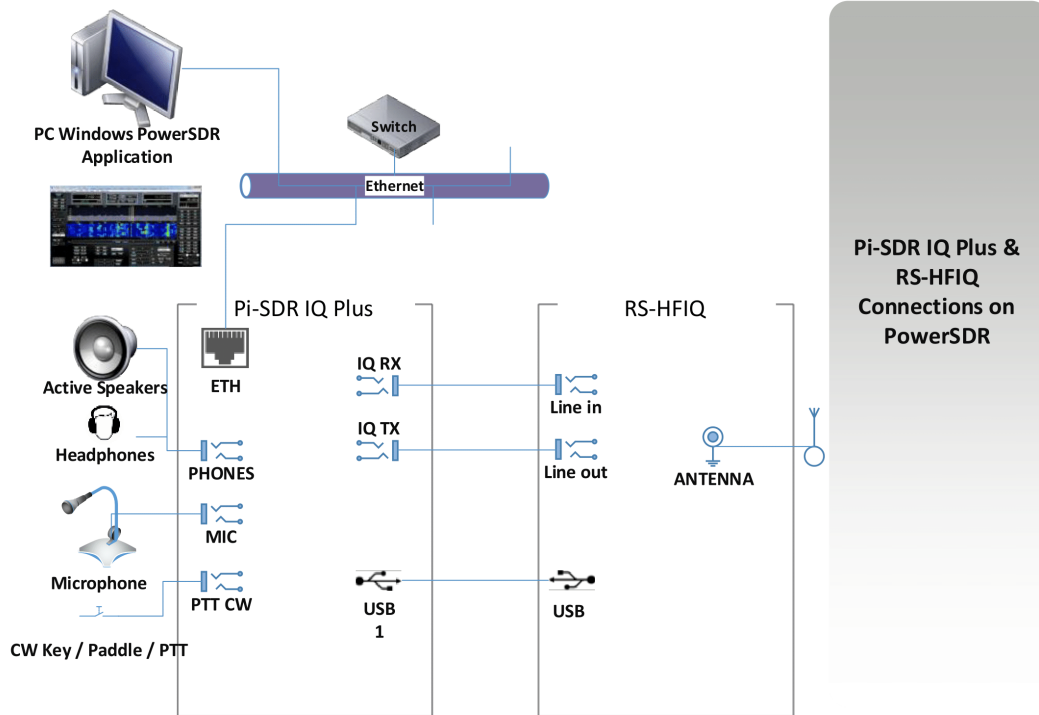 PC Windows PowerSDR
Application
Switch
Ethernet
Pi-SDR IQ Plus &
RS-HFIQ
Connections on
PowerSDR
Pi-SDR IQ Plus
RS-HFIQ
Active Speakers
ETH
IQ RX
Line in
Headphones
PHONES
IQ TX
Line out
ANTENNA
MIC
Microphone
PTT CW
USB
1
USB
CW Key / Paddle / PTT